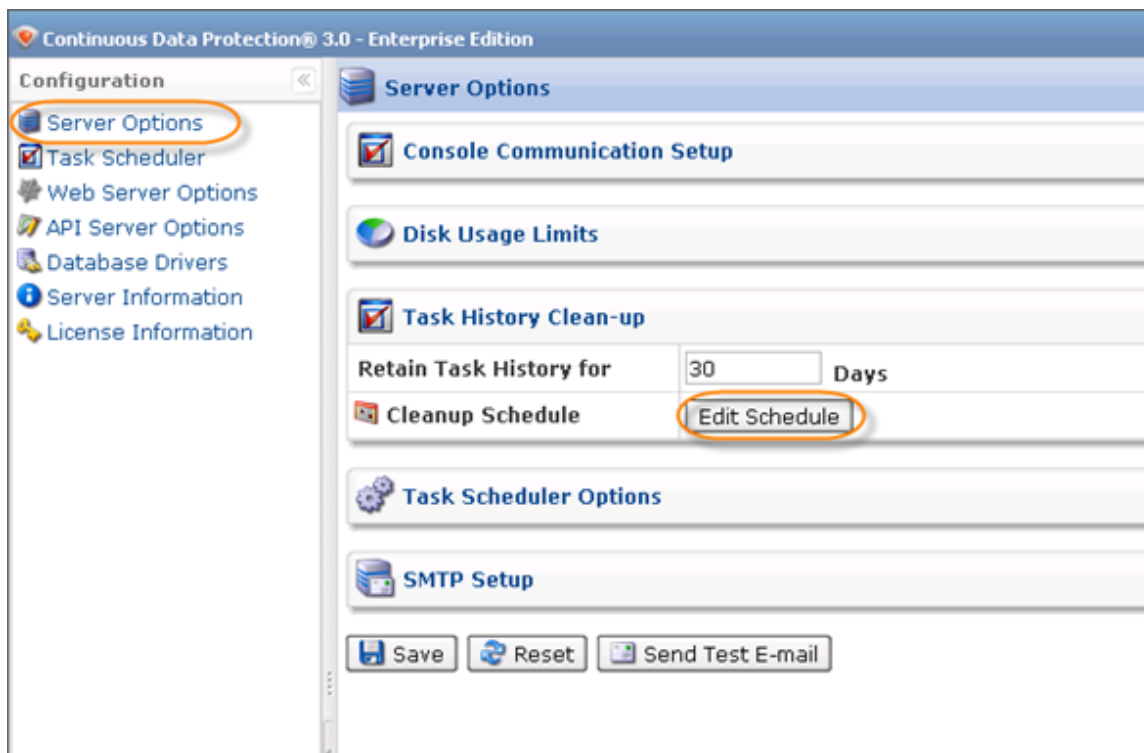 Continuous Data Protection® 3.0 - Enterprise Edition
Configuration
Server Options
Task Scheduler
Web Server Options
API Server Options
Database Drivers
Server Information
License Information
Server Options
Console Communication Setup
Disk Usage Limits
Task History Clean-up
Retain Task History for 30 Days
Cleanup Schedule Edit Schedule
Task Scheduler Options
SMTP Setup
Save Reset Send Test E-mail